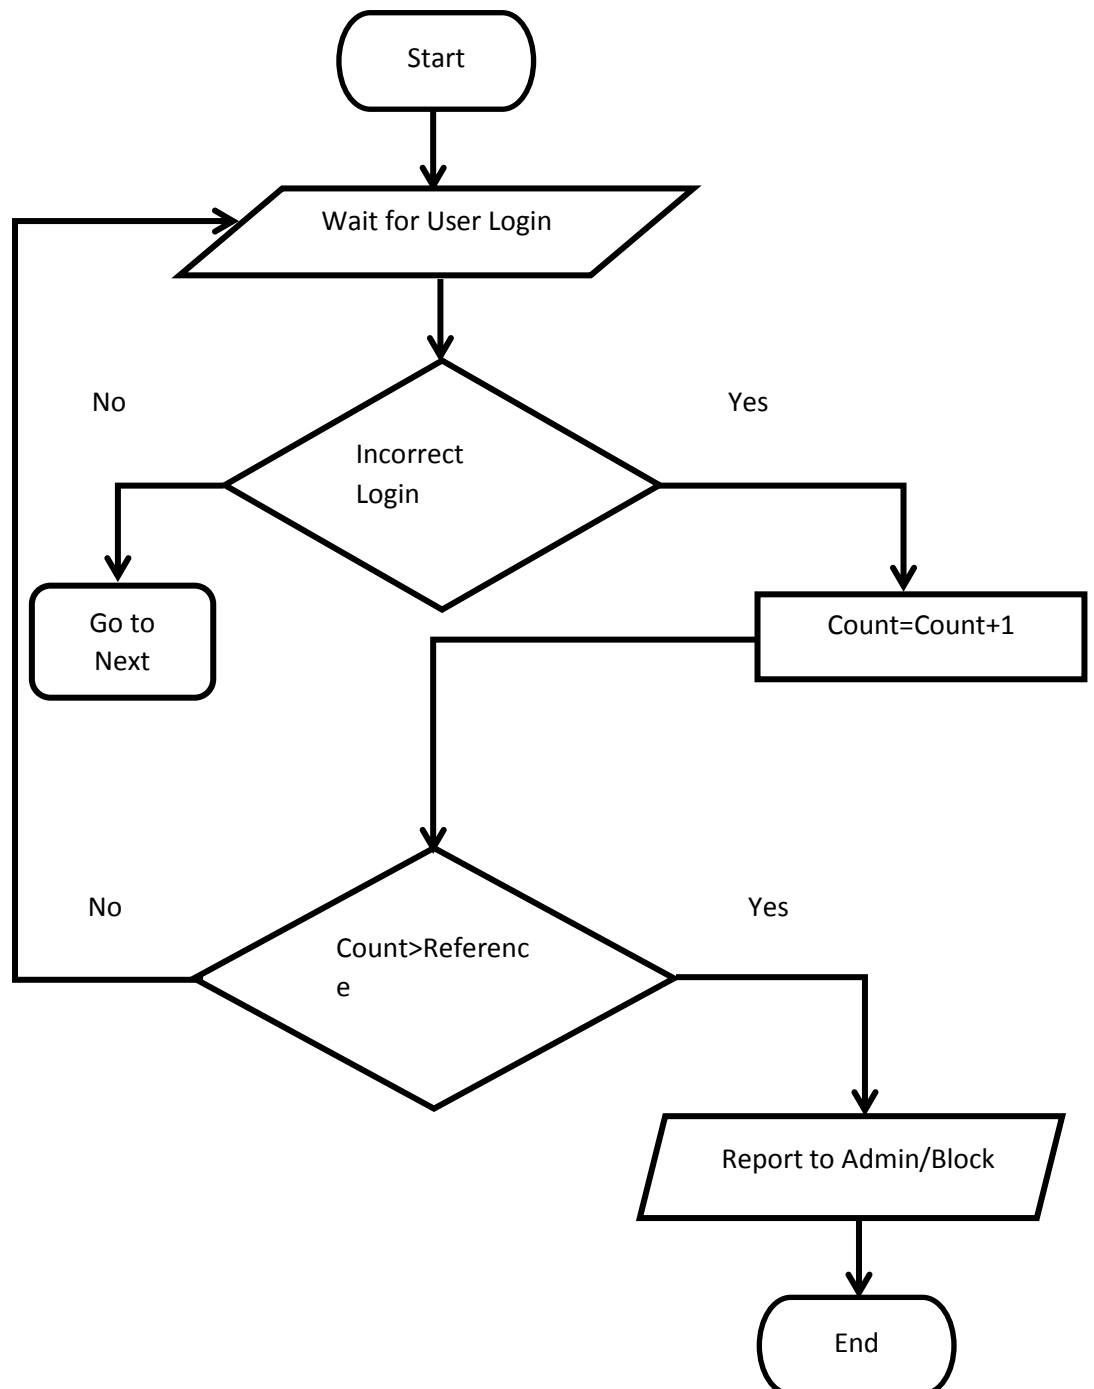 Start
Wait for User Login
No
Yes
Incorrect
Login
Go to
Next
Count=Count+1
No
Yes
Count>Referenc
e
Report to Admin/Block
End